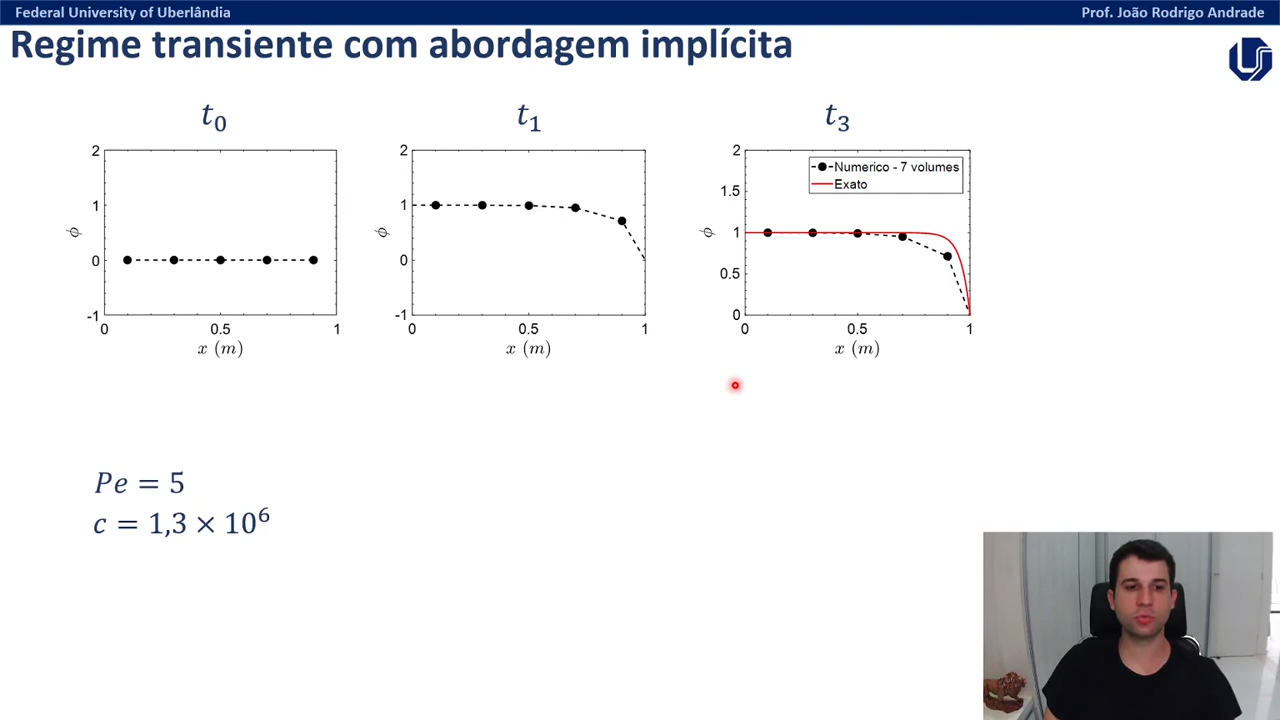 Federal University of Uberlândia
Prof. João Rodrigo Andrade
Regime transiente com abordagem implícita
t₀
2
1
0
-1
ϕ
0 0.5 1
x (m)
t₁
2
1
0
-1
ϕ
0 0.5 1
x (m)
t₃
2
1.5
1
0.5
0
ϕ
Numerico - 7 volumes
Exato
0 0.5 1
x (m)
Pe = 5
c = 1,3 × 10⁶